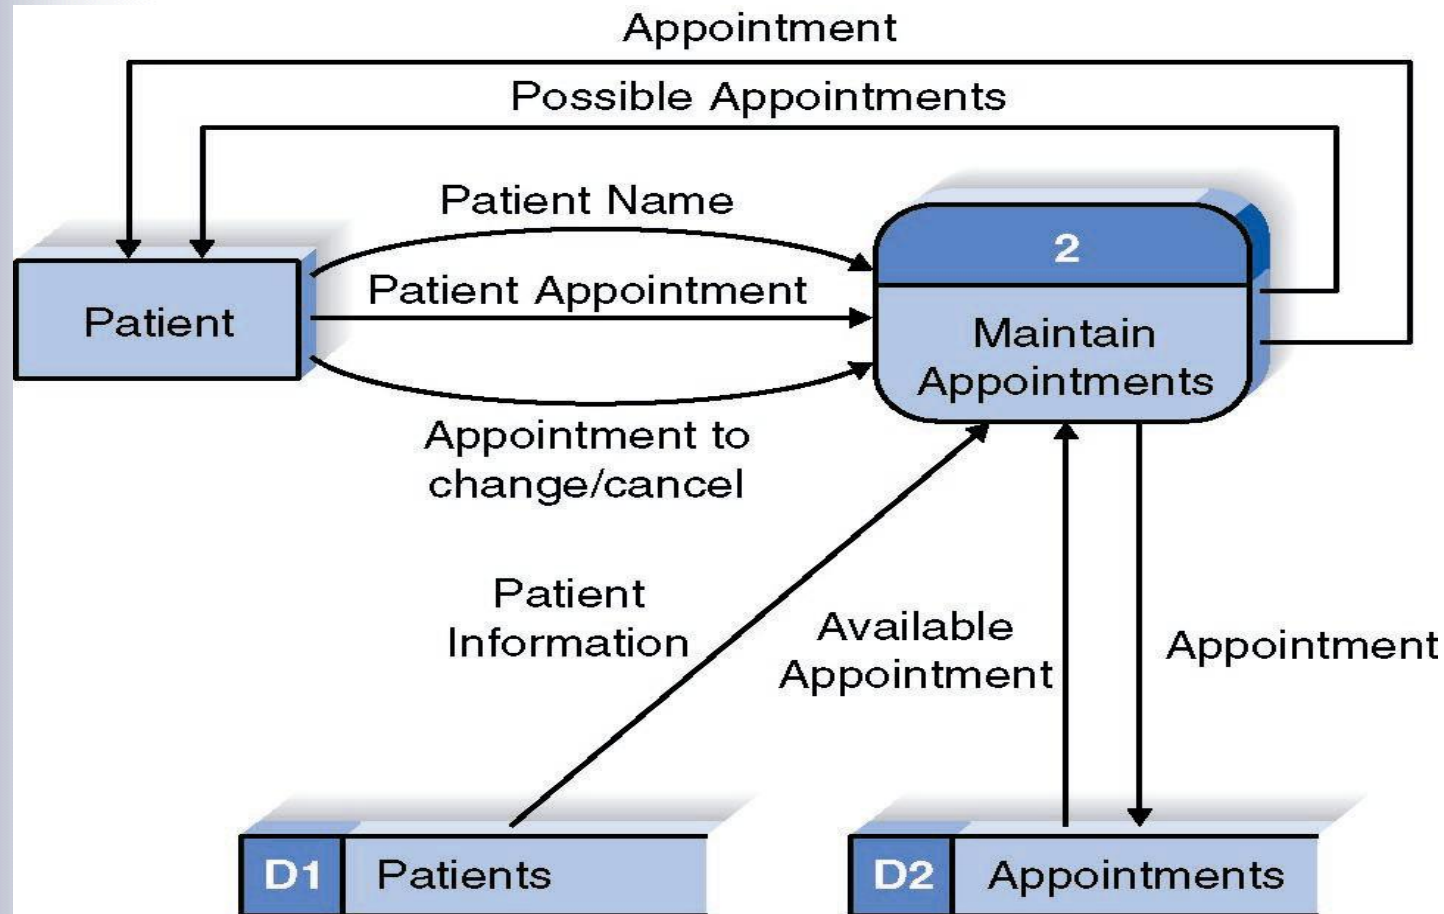 Appointment
Possible Appointments
Patient Name
2
Patient Appointment
Patient
Maintain
Appointments
Appointment to
change/cancel
Patient
Information
Available
Appointment
Appointment
D1 Patients
D2 Appointments